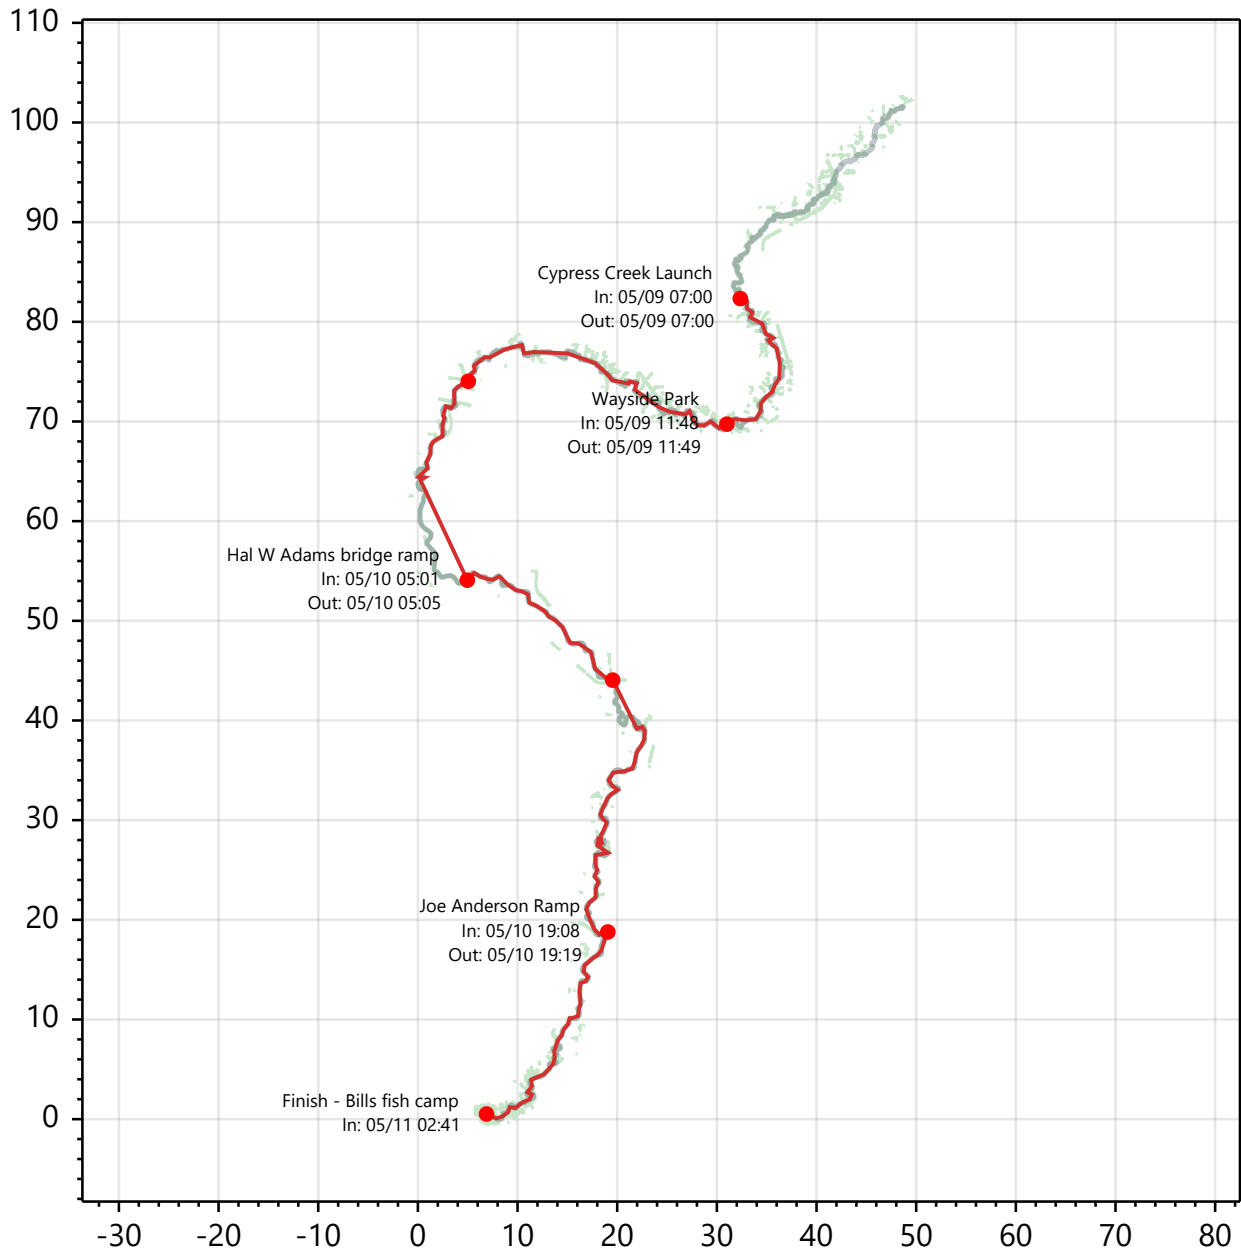 110
100
90
Cypress Creek Launch
In: 05/09 07:00
Out: 05/09 07:00
80
70
Wayside Park
In: 05/09 11:48
Out: 05/09 11:49
60
Hal W Adams bridge ramp
In: 05/10 05:01
Out: 05/10 05:05
50
40
30
20
Joe Anderson Ramp
In: 05/10 19:08
Out: 05/10 19:19
10
0
Finish - Bills fish camp
In: 05/11 02:41
-30 -20 -10 0 10 20 30 40 50 60 70 80